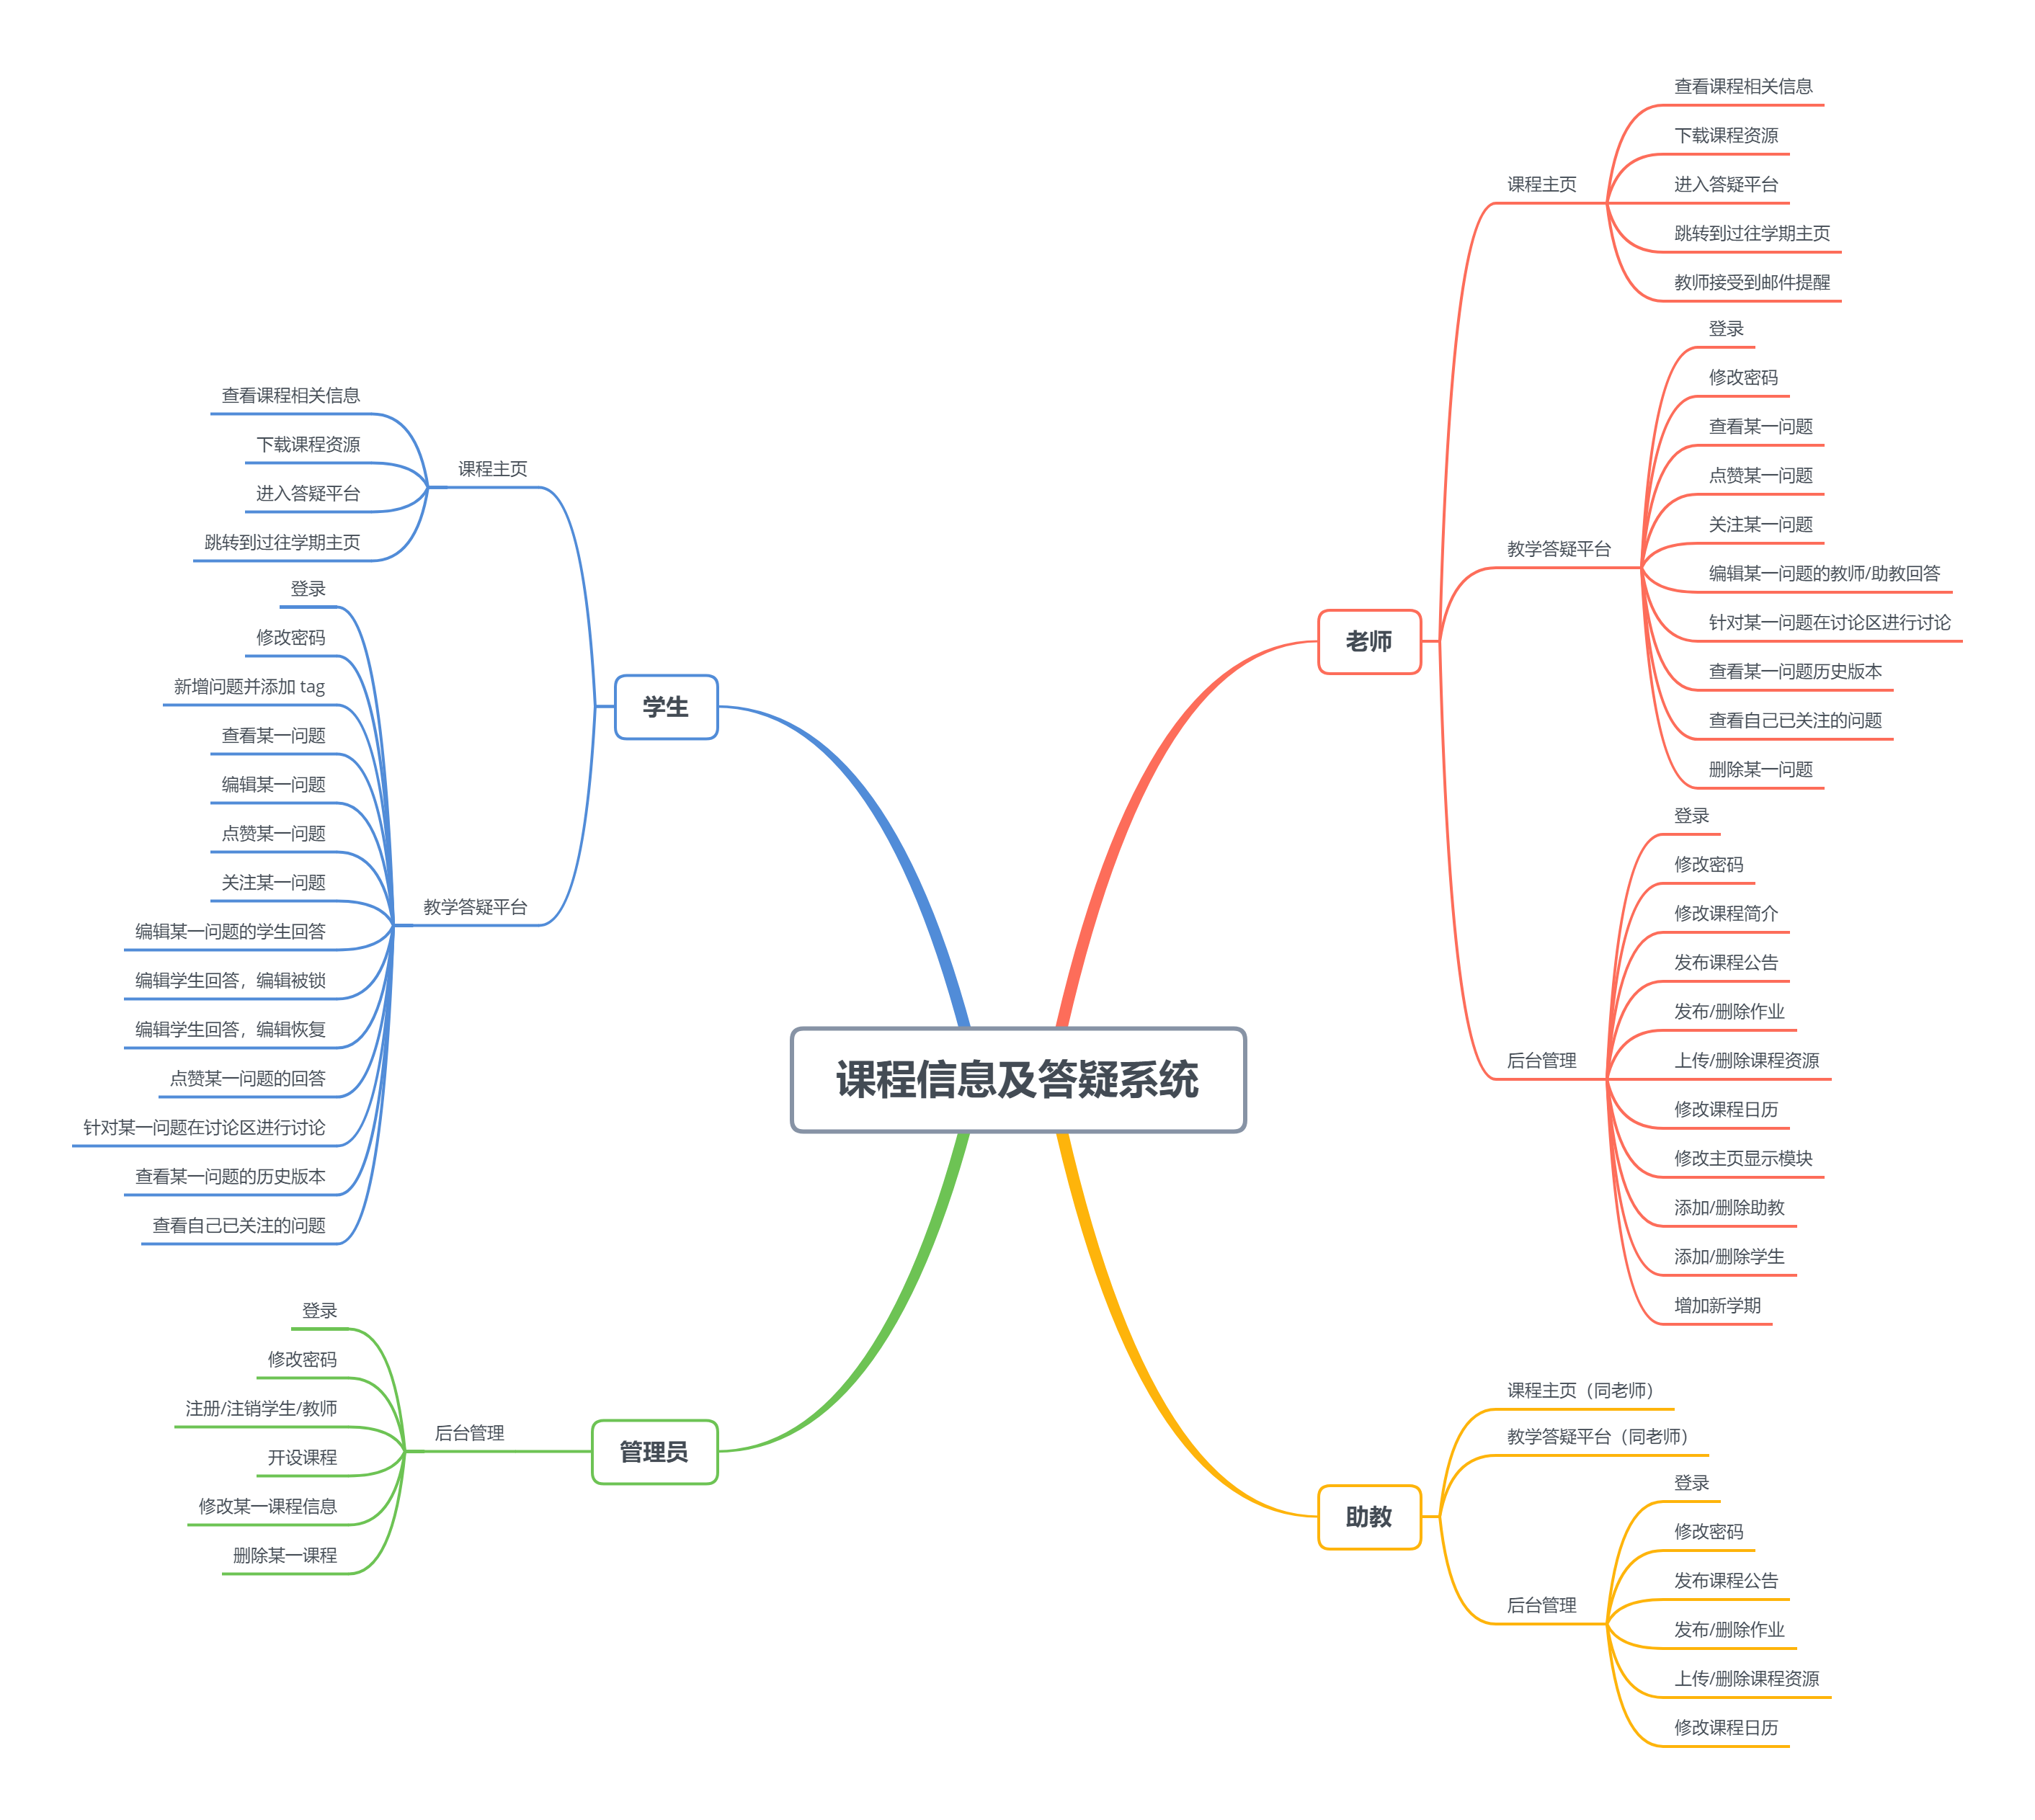 课程信息及答疑系统
老师
课程主页
查看课程相关信息
下载课程资源
进入答疑平台
跳转到过往学期主页
教师接受到邮件提醒
教学答疑平台
登录
修改密码
查看某一问题
点赞某一问题
关注某一问题
编辑某一问题的教师/助教回答
针对某一问题在讨论区进行讨论
查看某一问题历史版本
查看自己已关注的问题
删除某一问题
后台管理
登录
修改密码
修改课程简介
发布课程公告
发布/删除作业
上传/删除课程资源
修改课程日历
修改主页显示模块
添加/删除助教
添加/删除学生
增加新学期
助教
课程主页（同老师）
教学答疑平台（同老师）
后台管理
登录
修改密码
发布课程公告
发布/删除作业
上传/删除课程资源
修改课程日历
学生
课程主页
查看课程相关信息
下载课程资源
进入答疑平台
跳转到过往学期主页
教学答疑平台
登录
修改密码
新增问题并添加 tag
查看某一问题
编辑某一问题
点赞某一问题
关注某一问题
编辑某一问题的学生回答
编辑学生回答，编辑被锁
编辑学生回答，编辑恢复
点赞某一问题的回答
针对某一问题在讨论区进行讨论
查看某一问题的历史版本
查看自己已关注的问题
管理员
后台管理
登录
修改密码
注册/注销学生/教师
开设课程
修改某一课程信息
删除某一课程